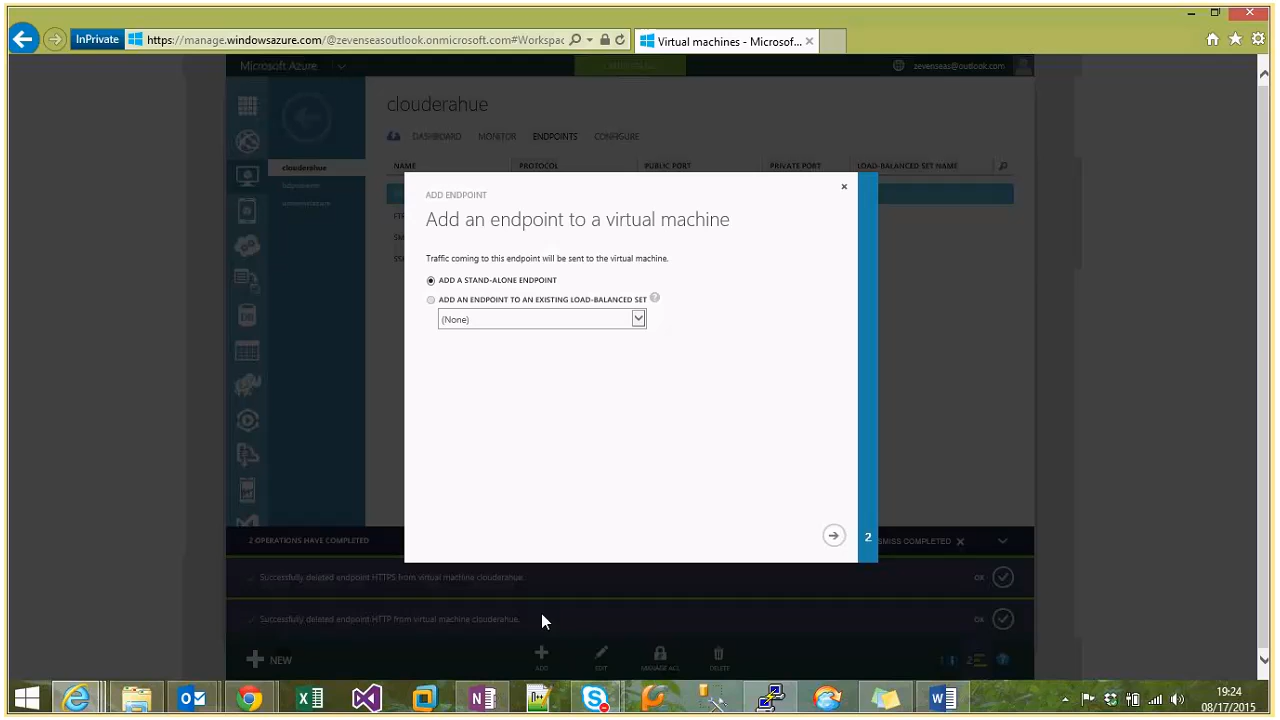 InPrivate
https://manage.windowsazure.com/@zevenseasoutlook.onmicrosoft.com#Workspac
Virtual machines - Microsof...
Microsoft Azure
zevenseas@outlook.com
clouderahue
DASHBOARD MONITOR ENDPOINTS CONFIGURE
clouderahue
NAME PROTOCOL PUBLIC PORT PRIVATE PORT LOAD-BALANCED SET NAME
ADD ENDPOINT
Add an endpoint to a virtual machine
Traffic coming to this endpoint will be sent to the virtual machine.
ADD A STAND-ALONE ENDPOINT
ADD AN ENDPOINT TO AN EXISTING LOAD-BALANCED SET ?
(None)
2
2 OPERATIONS HAVE COMPLETED
SMISS COMPLETED
Successfully deleted endpoint HTTPS from virtual machine clouderahue.
OK
Successfully deleted endpoint HTTP from virtual machine clouderahue.
OK
NEW
ADD
EDIT
MANAGE ALL
DELETE
1
2
?
19:24
08/17/2015